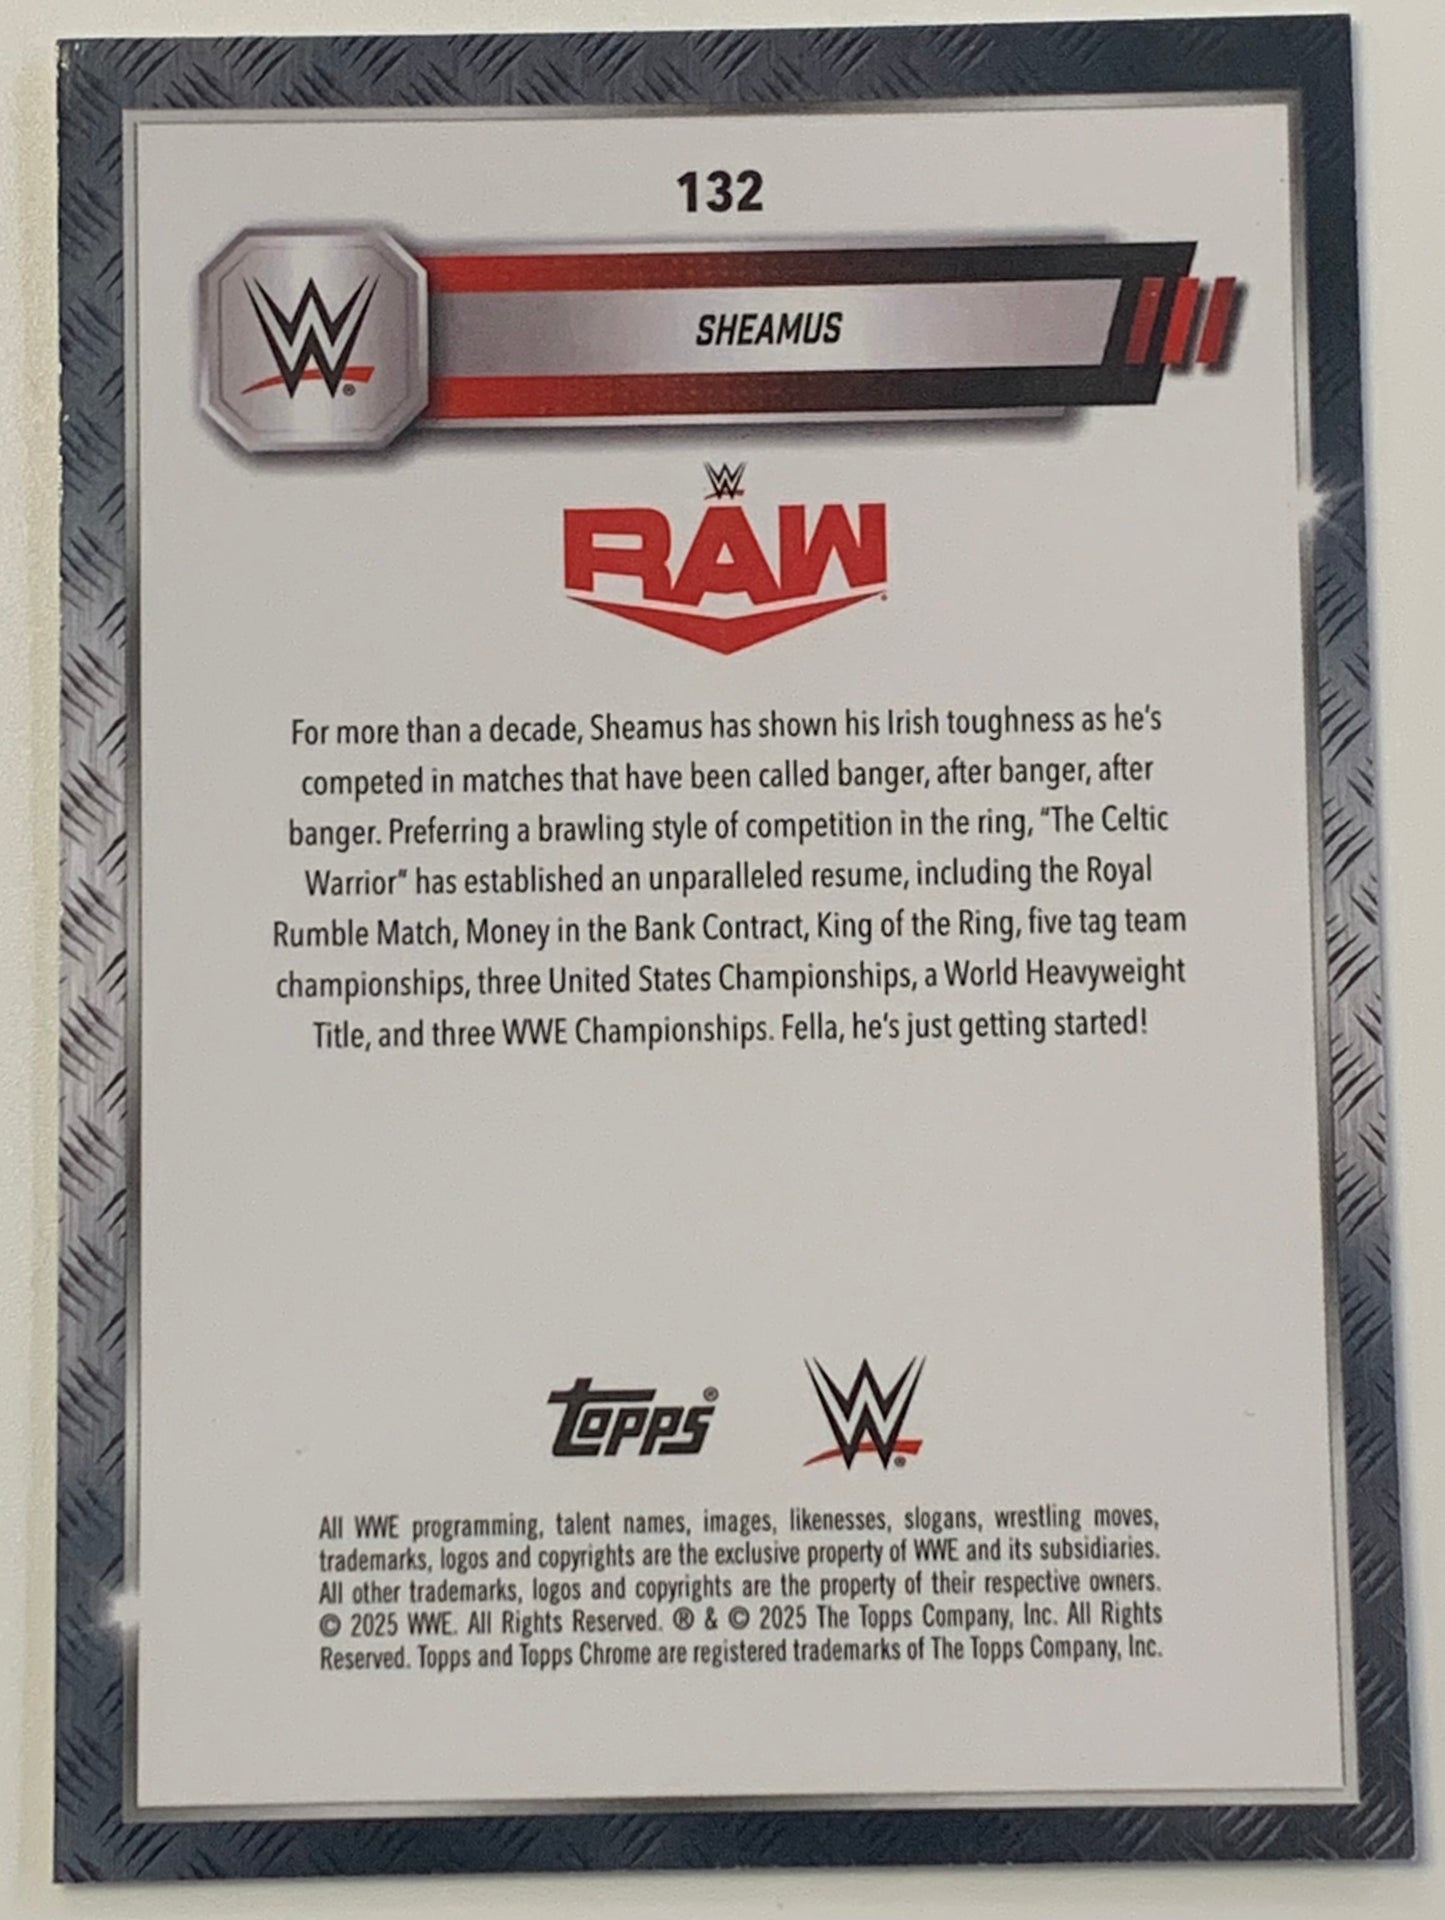 132
W®
SHEAMUS
W
RAW
For more than a decade, Sheamus has shown his Irish toughness as he's
competed in matches that have been called banger, after banger, after
banger. Preferring a brawling style of competition in the ring, "The Celtic
Warrior" has established an unparalleled resume, including the Royal
Rumble Match, Money in the Bank Contract, King of the Ring, five tag team
championships, three United States Championships, a World Heavyweight
Title, and three WWE Championships. Fella, he's just getting started!
Topps® W®
All WWE programming, talent names, images, likenesses, slogans, wrestling moves,
trademarks, logos and copyrights are the exclusive property of WWE and its subsidiaries.
All other trademarks, logos and copyrights are the property of their respective owners.
© 2025 WWE. All Rights Reserved. ® & © 2025 The Topps Company, Inc. All Rights
Reserved. Topps and Topps Chrome are registered trademarks of The Topps Company, Inc.